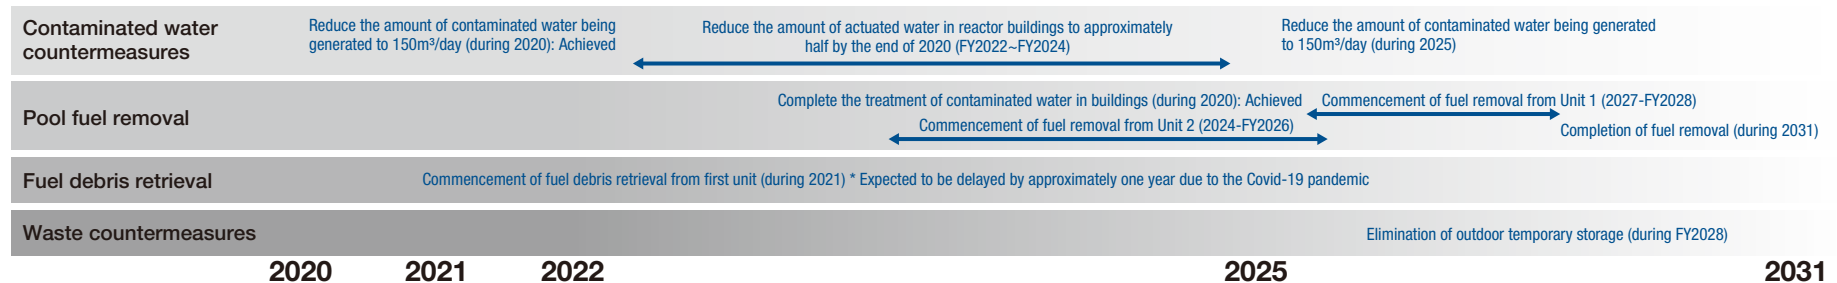 Contaminated water
countermeasures
Reduce the amount of contaminated water being
generated to 150m³/day (during 2020): Achieved
Reduce the amount of actuated water in reactor buildings to approximately
half by the end of 2020 (FY2022~FY2024)
Reduce the amount of contaminated water being generated
to 150m³/day (during 2025)
Pool fuel removal
Complete the treatment of contaminated water in buildings (during 2020): Achieved
Commencement of fuel removal from Unit 1 (2027-FY2028)
Commencement of fuel removal from Unit 2 (2024-FY2026)
Completion of fuel removal (during 2031)
Fuel debris retrieval
Commencement of fuel debris retrieval from first unit (during 2021) * Expected to be delayed by approximately one year due to the Covid-19 pandemic
Waste countermeasures
Elimination of outdoor temporary storage (during FY2028)
2020 2021 2022 2025 2031